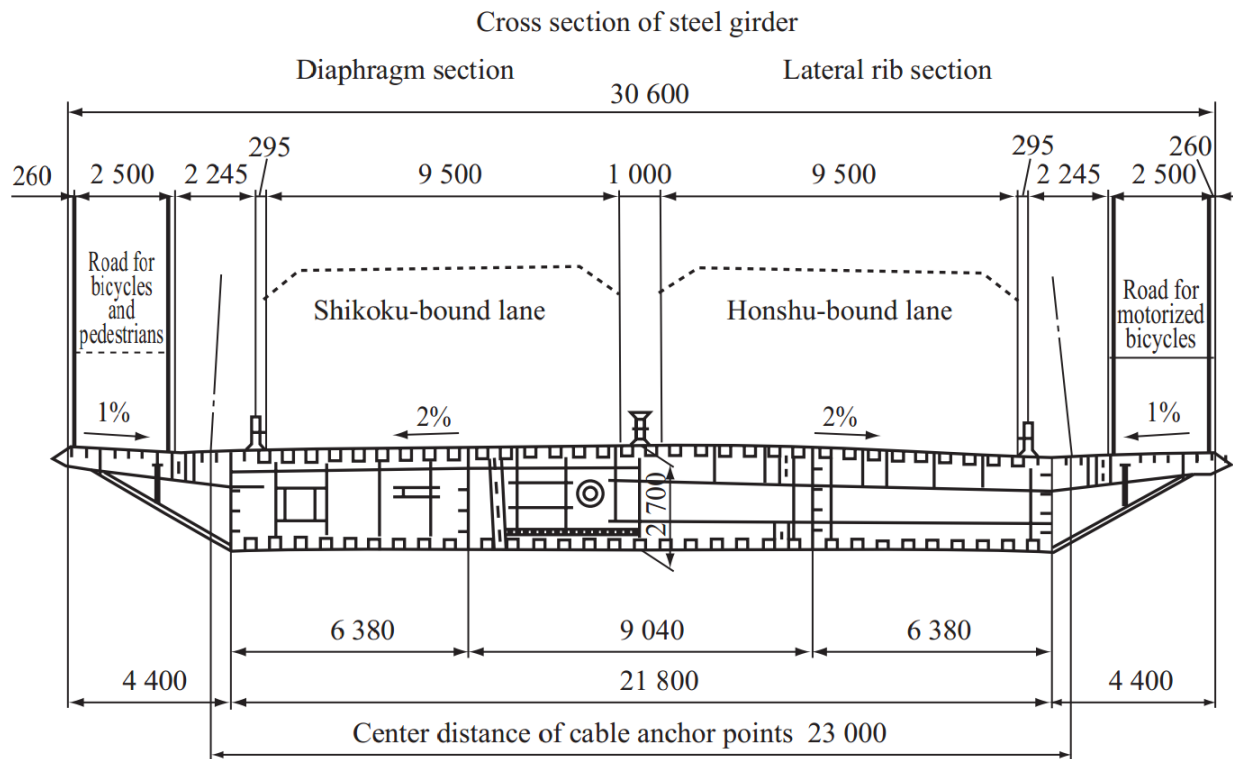 Cross section of steel girder
Diaphragm section
Lateral rib section
30 600
295
295
260
260
2 500
2 245
9 500
1 000
9 500
2 245
2 500
Road for
bicycles
and
pedestrians
Shikoku-bound lane
Honshu-bound lane
Road for
motorized
bicycles
1%
2%
2%
1%
2 700
6 380
9 040
6 380
4 400
21 800
4 400
Center distance of cable anchor points 23 000